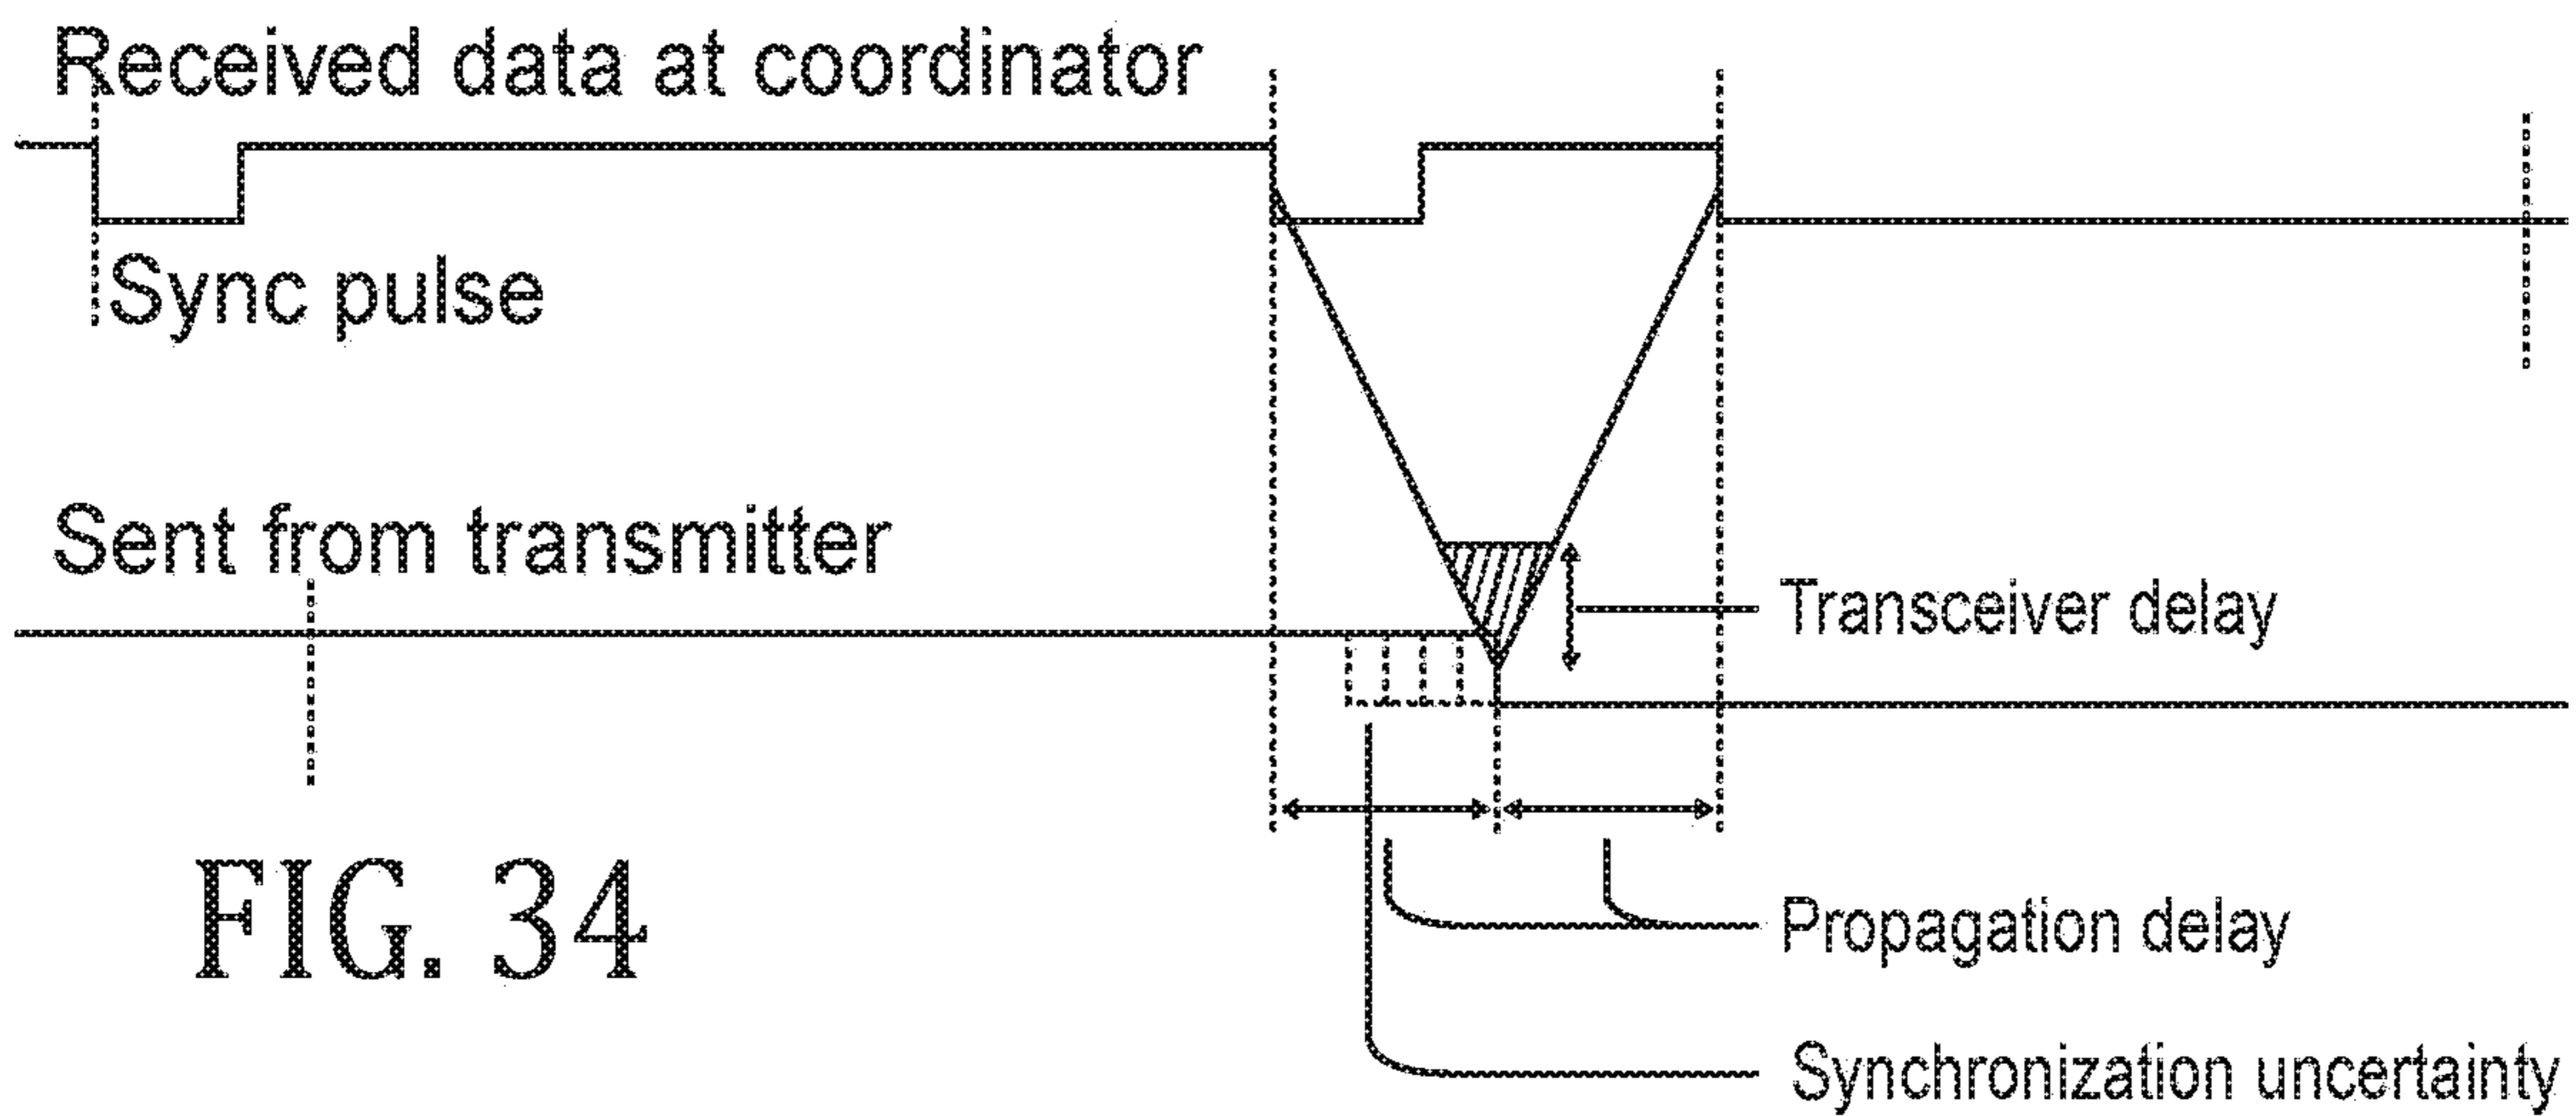 Received data at coordinator
Sync pulse
Sent from transmitter
Transceiver delay
FIG. 34
Propagation delay
Synchronization uncertainty